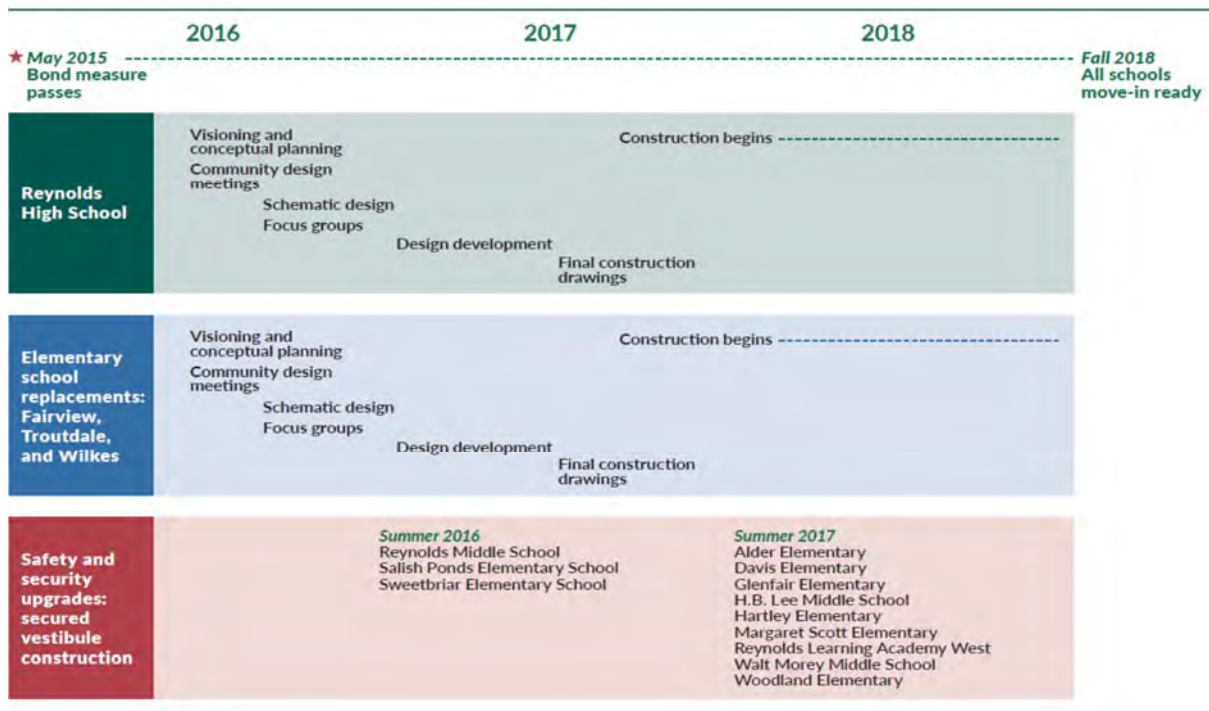 2016 2017 2018
★ May 2015
Bond measure
passes
Fall 2018
All schools
move-in ready
Reynolds
High School
Visioning and
conceptual planning
Community design
meetings
Schematic design
Focus groups
Design development
Final construction
drawings
Construction begins
Elementary
school
replacements:
Fairview,
Troutdale,
and Wilkes
Visioning and
conceptual planning
Community design
meetings
Schematic design
Focus groups
Design development
Final construction
drawings
Construction begins
Safety and
security
upgrades:
secured
vestibule
construction
Summer 2016
Reynolds Middle School
Salish Ponds Elementary School
Sweetbriar Elementary School
Summer 2017
Alder Elementary
Davis Elementary
Glenfair Elementary
H.B. Lee Middle School
Hartley Elementary
Margaret Scott Elementary
Reynolds Learning Academy West
Walt Morey Middle School
Woodland Elementary